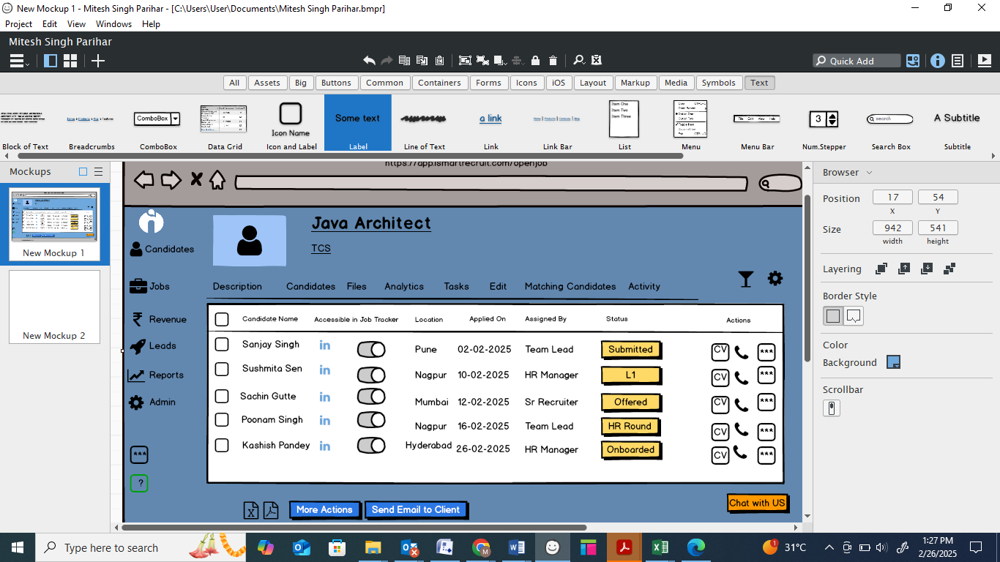 New Mockup 1 - Mitesh Singh Parihar - [C:\Users\User\Documents\Mitesh Singh Parihar.bmpr]
Project Edit View Windows Help
Mitesh Singh Parihar
Quick Add
All Assets Big Buttons Common Containers Forms Icons iOS Layout Markup Media Symbols Text
Home Products Features
ComboBox
Some text
a link
Item One
Item Two
Item Three
File Edit View Help
3
search
A Subtitle
Icon Name
Block of Text Breadcrumbs ComboBox Data Grid Icon and Label Label Line of Text Link Link Bar List Menu Menu Bar Num.Stepper Search Box Subtitle
Mockups
New Mockup 1
New Mockup 2
https://app.ismartrecruit.com/openjob
Java Architect
TCS
Candidates
Jobs
Revenue
Leads
Reports
Admin
***
?
Description Candidates Files Analytics Tasks Edit Matching Candidates Activity
Candidate Name Accessible in Job Tracker Location Applied On Assigned By Status Actions
Sanjay Singh in Pune 02-02-2025 Team Lead Submitted CV ***
Sushmita Sen in Nagpur 10-02-2025 HR Manager L1 CV ***
Sachin Gutte in Mumbai 12-02-2025 Sr Recruiter Offered CV ***
Poonam Singh in Nagpur 16-02-2025 Team Lead HR Round CV ***
Kashish Pandey in Hyderabad 26-02-2025 HR Manager Onboarded CV ***
More Actions Send Email to Client
Chat with US
Browser
Position 17 54
X Y
Size 942 541
width height
Layering
Border Style
Color
Background
Scrollbar
Type here to search
1
31°C
1:27 PM
2/26/2025